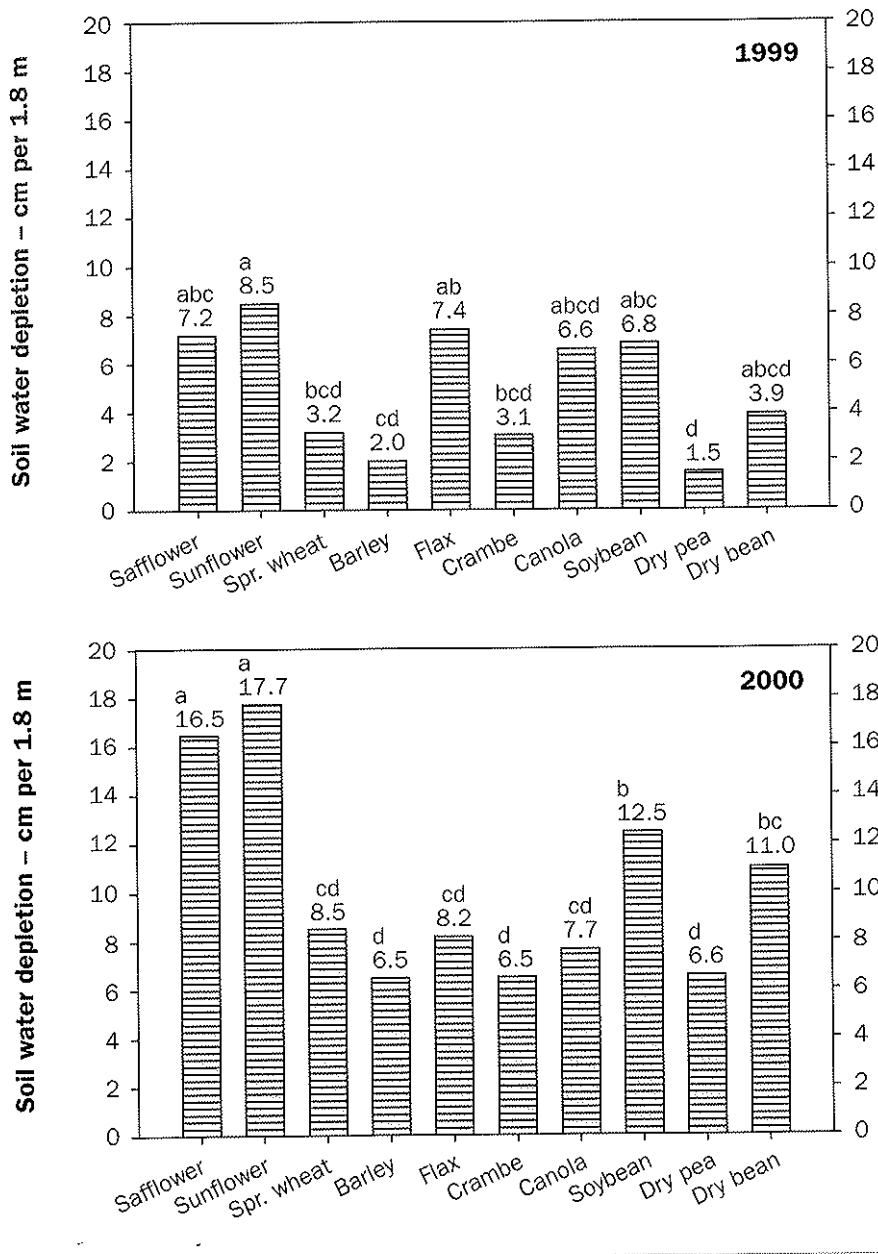 1999
Soil water depletion – cm per 1.8 m
20 20
18 18
16 16
14 14
12 12
10 10
8 8
6 6
4 4
2 2
0 0
abc
7.2
a
8.5
bcd
3.2
cd
2.0
ab
7.4
bcd
3.1
abcd
6.6
abc
6.8
d
1.5
abcd
3.9
Safflower
Sunflower
Spr. wheat
Barley
Flax
Crambe
Canola
Soybean
Dry pea
Dry bean
2000
Soil water depletion – cm per 1.8 m
20 20
18 18
16 16
14 14
12 12
10 10
8 8
6 6
4 4
2 2
0 0
a
16.5
a
17.7
cd
8.5
d
6.5
cd
8.2
d
6.5
cd
7.7
b
12.5
d
6.6
bc
11.0
Safflower
Sunflower
Spr. wheat
Barley
Flax
Crambe
Canola
Soybean
Dry pea
Dry bean